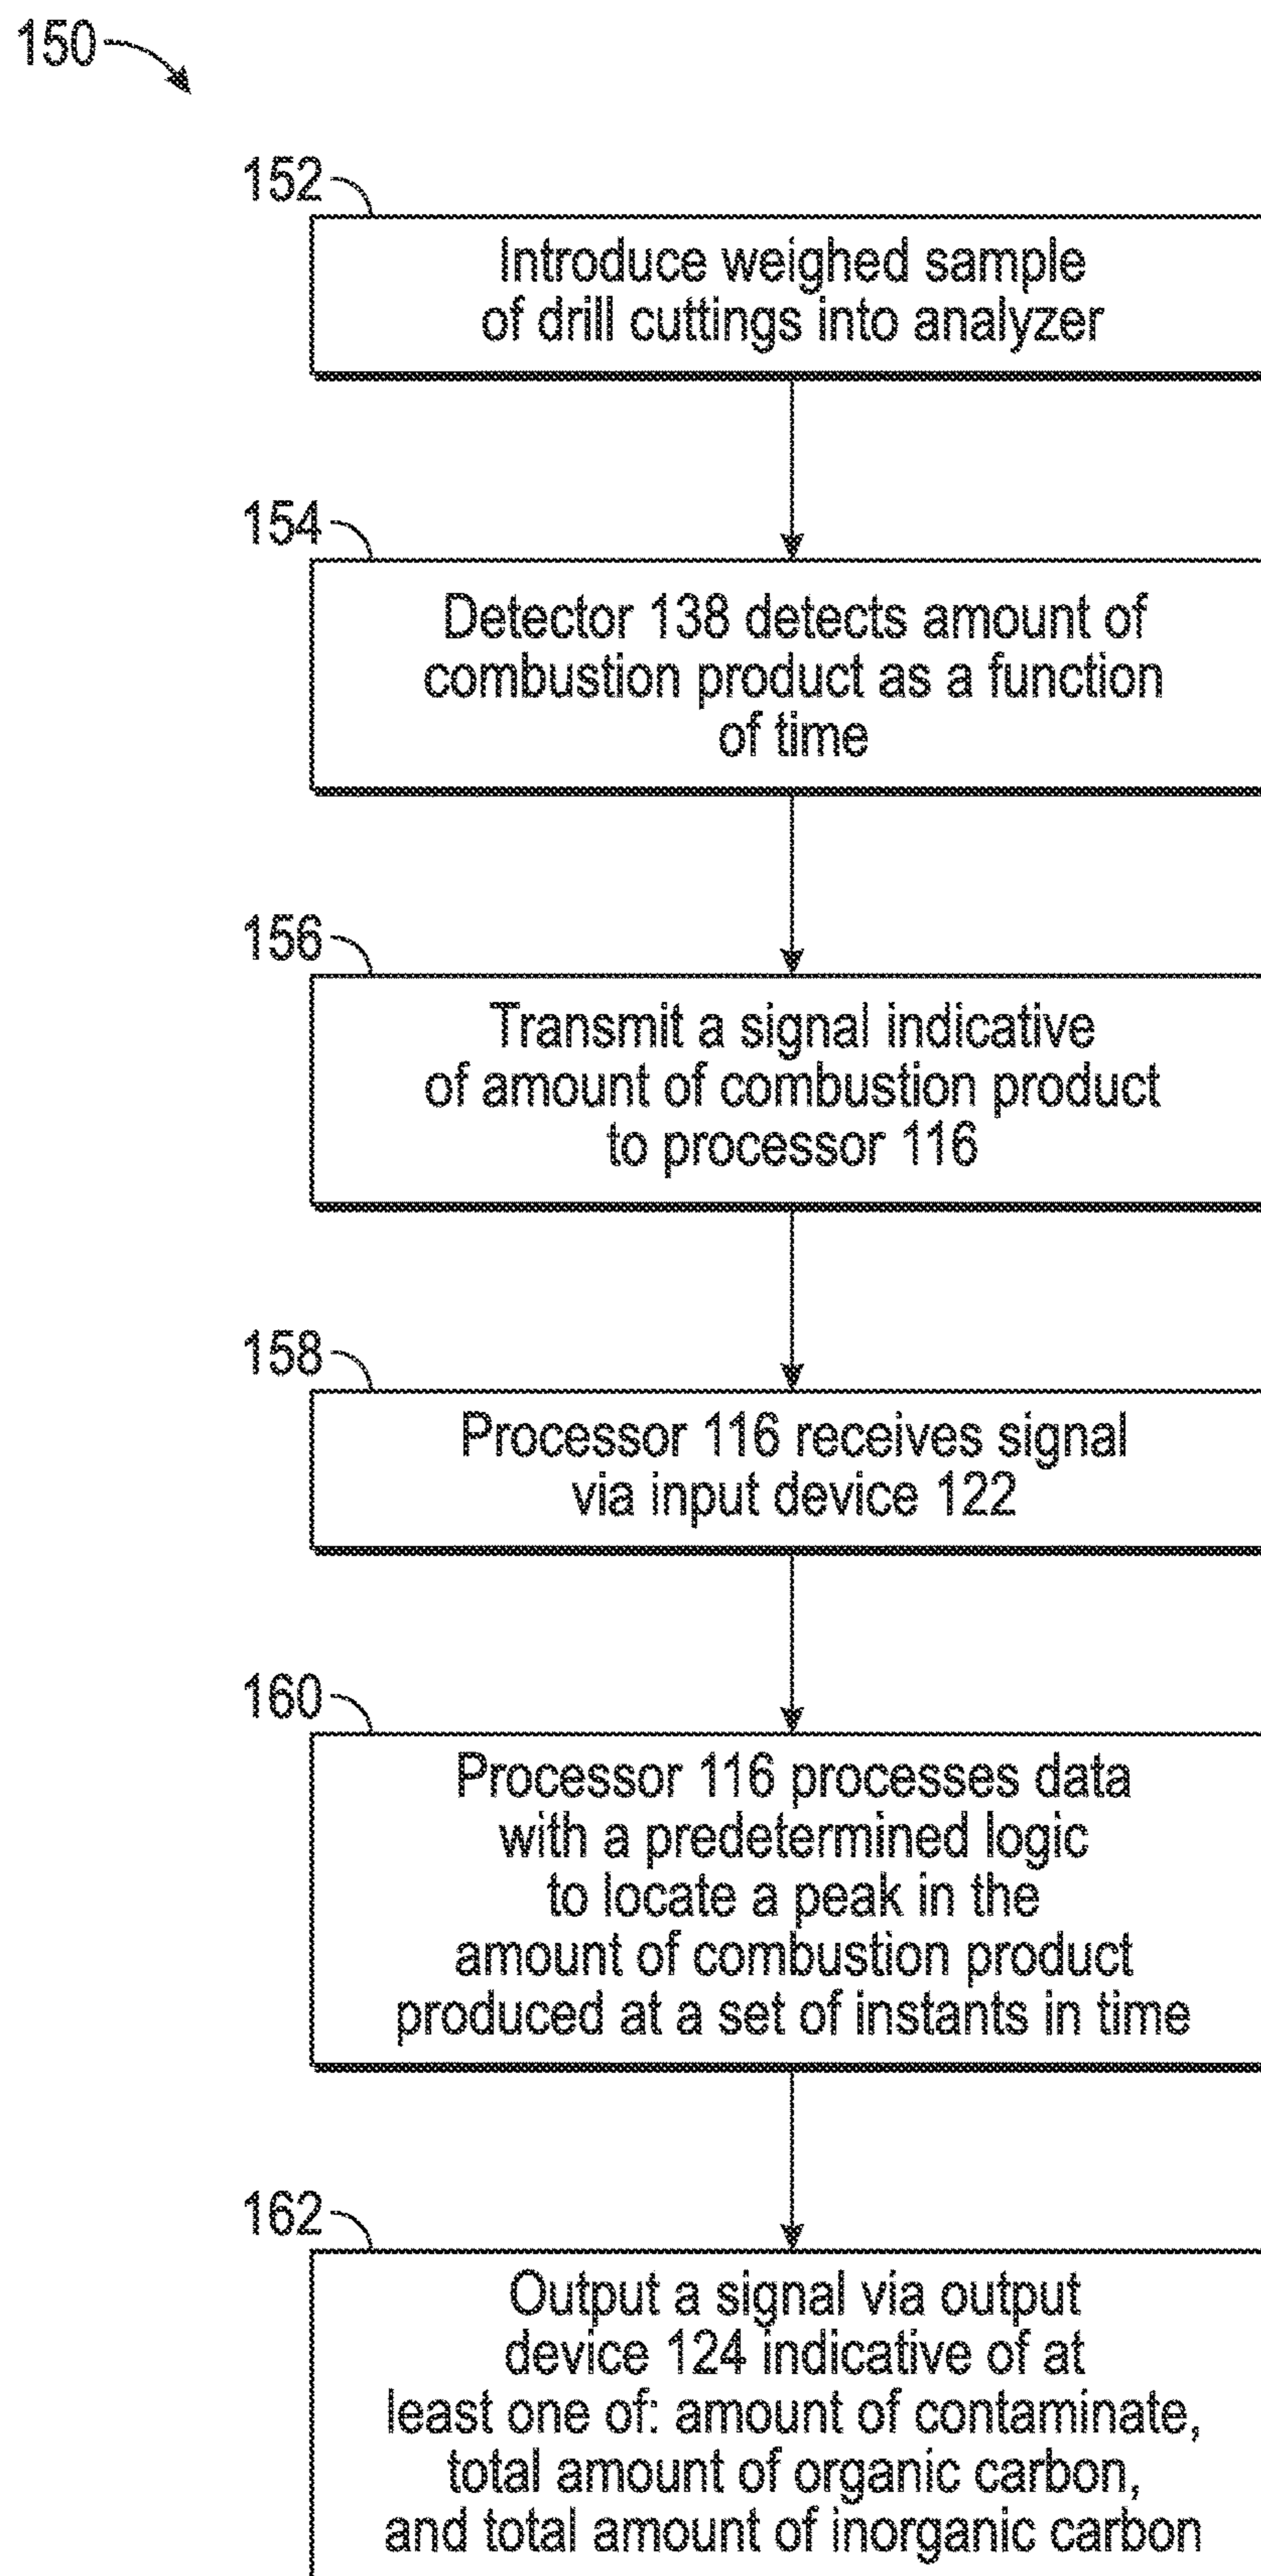 150
152
Introduce weighed sample
of drill cuttings into analyzer
154
Detector 138 detects amount of
combustion product as a function
of time
156
Transmit a signal indicative
of amount of combustion product
to processor 116
158
Processor 116 receives signal
via input device 122
160
Processor 116 processes data
with a predetermined logic
to locate a peak in the
amount of combustion product
produced at a set of instants in time
162
Output a signal via output
device 124 indicative of at
least one of: amount of contaminate,
total amount of organic carbon,
and total amount of inorganic carbon